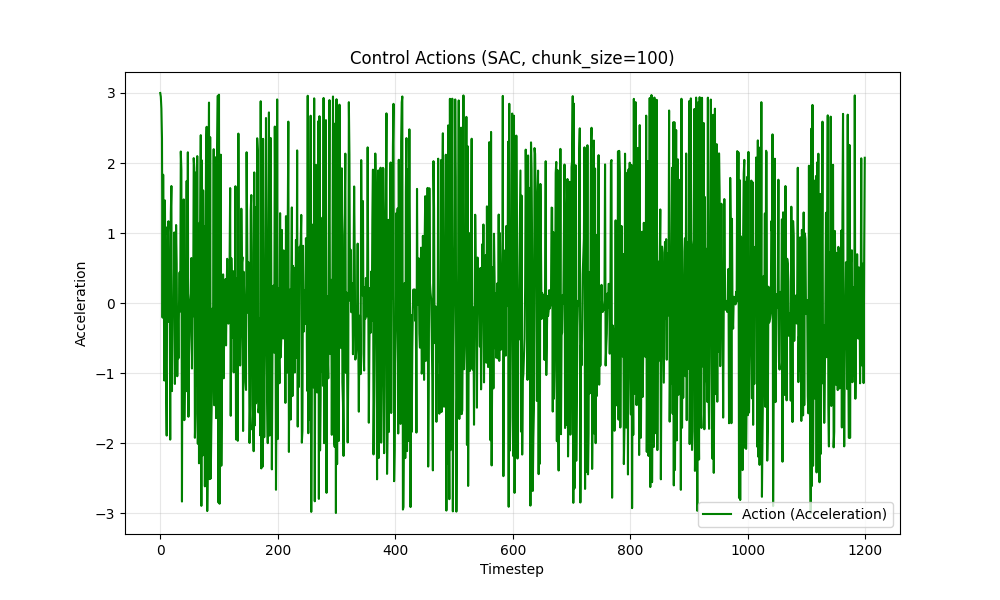 Control Actions (SAC, chunk_size=100)
3
2
1
0
−1
−2
−3
Acceleration
Action (Acceleration)
0 200 400 600 800 1000 1200
Timestep